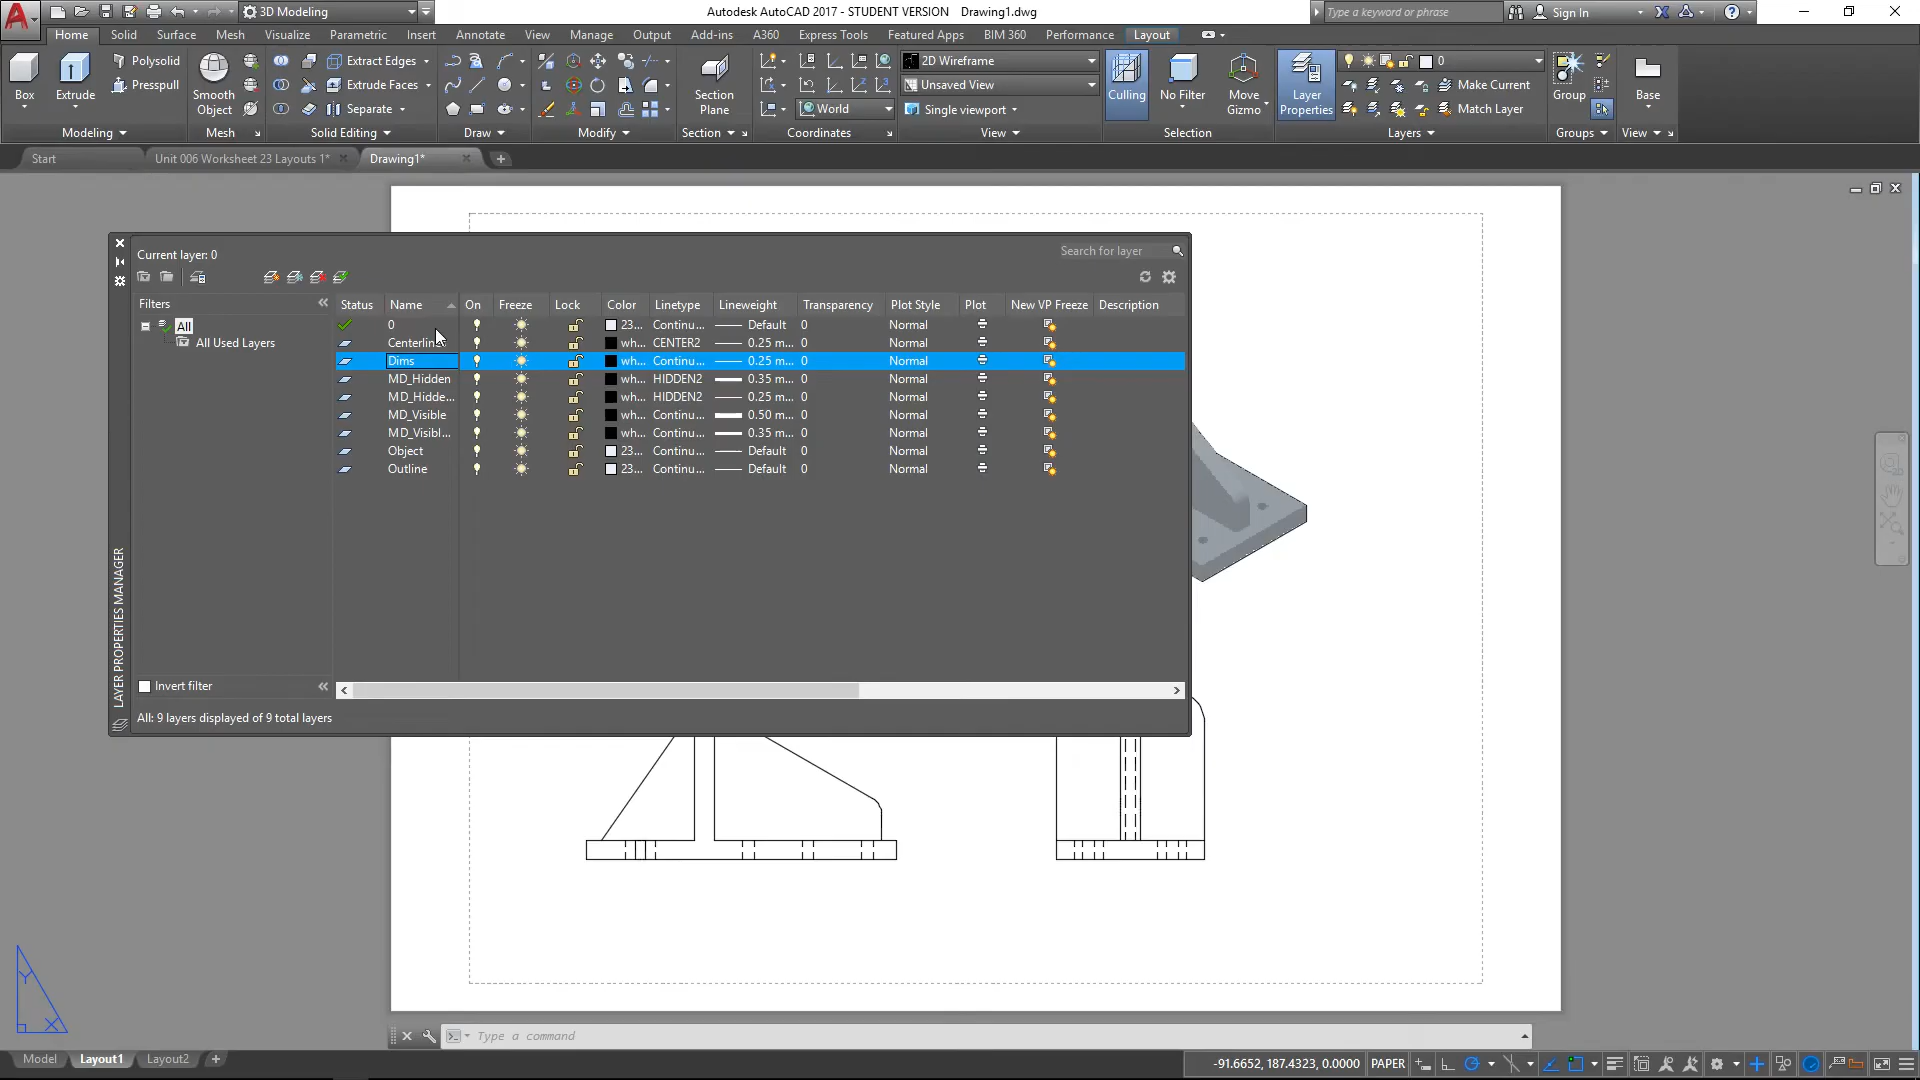 3D Modeling
Autodesk AutoCAD 2017 - STUDENT VERSION Drawing1.dwg
Type a keyword or phrase
Sign In
Home Solid Surface Mesh Visualize Parametric Insert Annotate View Manage Output Add-ins A360 Express Tools Featured Apps BIM 360 Performance Layout
Box
Extrude
Polysolid
Presspull
Smooth
Object
Extract Edges
Extrude Faces
Separate
Section
Plane
World
2D Wireframe
Unsaved View
Single viewport
Culling
No Filter
Move
Gizmo
Layer
Properties
0
Make Current
Match Layer
Group
Base
Modeling Mesh Solid Editing Draw Modify Section Coordinates View Selection Layers Groups View
Start Unit 006 Worksheet 23 Layouts 1* Drawing1*
Current layer: 0
Search for layer
Filters
All
All Used Layers
Status Name On Freeze Lock Color Linetype Lineweight Transparency Plot Style Plot New VP Freeze Description
0 23... Continu... Default 0 Normal
wh... CENTER2 0.25 m... 0 Normal
Dims wh... Continu... 0.25 m... 0 Normal
MD_Hidden wh... HIDDEN2 0.35 m... 0 Normal
MD_Hidde... wh... HIDDEN2 0.25 m... 0 Normal
MD_Visible wh... Continu... 0.50 m... 0 Normal
MD_Visibl... wh... Continu... 0.35 m... 0 Normal
Object 23... Continu... Default 0 Normal
Outline 23... Continu... Default 0 Normal
Invert filter
All: 9 layers displayed of 9 total layers
LAYER PROPERTIES MANAGER
Y
X
Type a command
Model Layout1 Layout2
-91.6652, 187.4323, 0.0000 PAPER